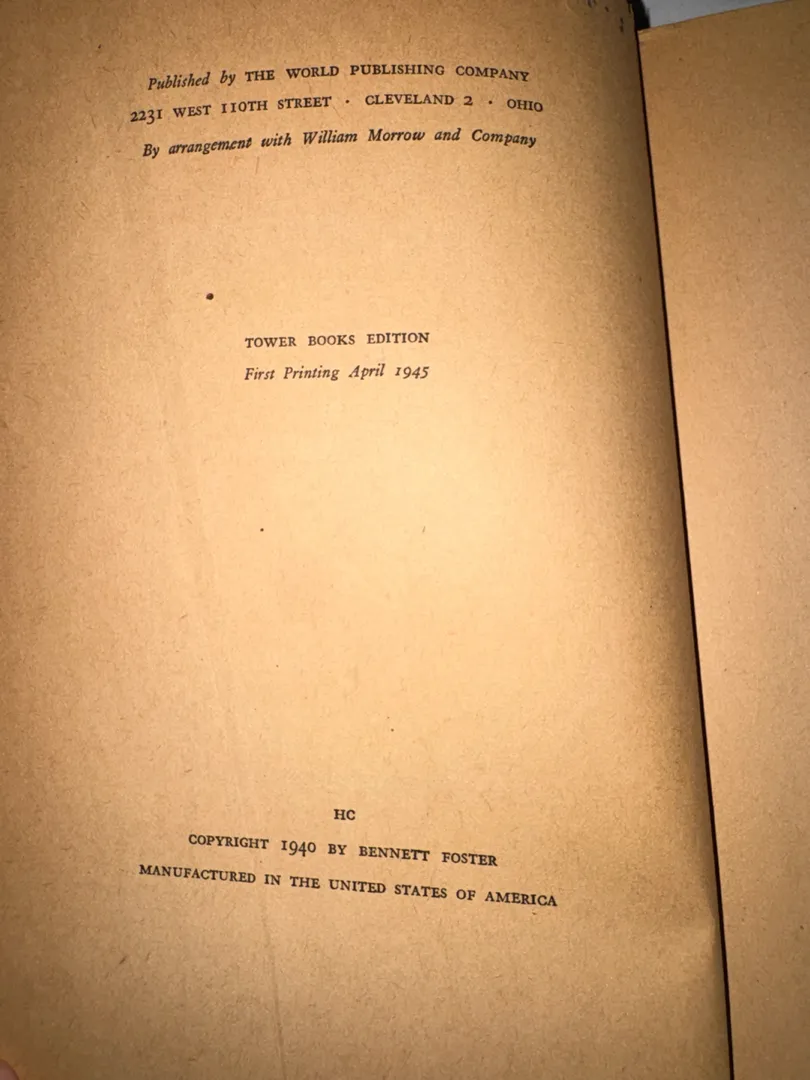 Published by THE WORLD PUBLISHING COMPANY
2231 WEST 110TH STREET · CLEVELAND 2 · OHIO
By arrangement with William Morrow and Company
TOWER BOOKS EDITION
First Printing April 1945
HC
COPYRIGHT 1940 BY BENNETT FOSTER
MANUFACTURED IN THE UNITED STATES OF AMERICA